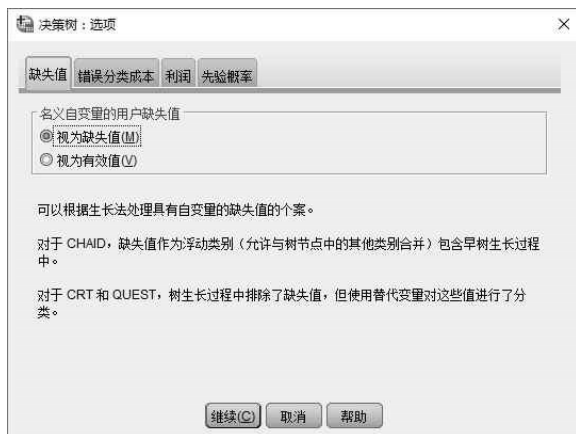 决策树：选项
缺失值 错误分类成本 利润 先验概率
名义自变量的用户缺失值
视为缺失值(M)
视为有效值(V)
可以根据生长法处理具有自变量的缺失值的个案。
对于 CHAID，缺失值作为浮动类别（允许与树节点中的其他类别合并）包含早树生长过程
中。
对于 CRT 和 QUEST，树生长过程中排除了缺失值，但使用替代变量对这些值进行了分
类。
继续(C) 取消 帮助